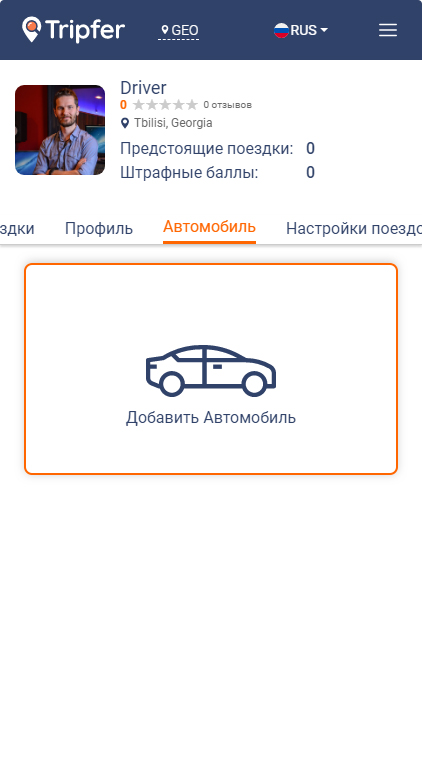 Tripfer GEO RUS
Driver
0 0 отзывов
Tbilisi, Georgia
Предстоящие поездки: 0
Штрафные баллы: 0
здки Профиль Автомобиль Настройки поездо
Добавить Автомобиль